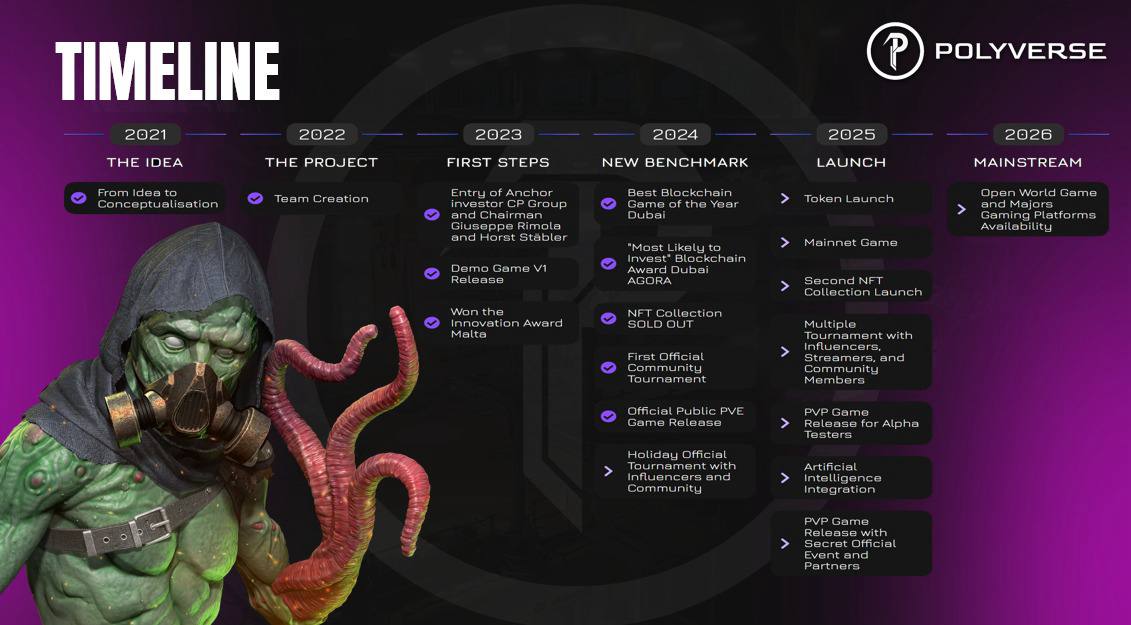 TIMELINE
POLYVERSE
2021
THE IDEA
From Idea to
Conceptualisation
2022
THE PROJECT
Team Creation
2023
FIRST STEPS
Entry of Anchor
investor CP Group
and Chairman
Giuseppe Rimola
and Horst Stäbler
Demo Game V1
Release
Won the
Innovation Award
Malta
2024
NEW BENCHMARK
Best Blockchain
Game of the Year
Dubai
"Most Likely to
Invest" Blockchain
Award Dubai
AGORA
NFT Collection
SOLD OUT
First Official
Community
Tournament
Official Public PVE
Game Release
Holiday Official
Tournament with
Influencers and
Community
2025
LAUNCH
Token Launch
Mainnet Game
Second NFT
Collection Launch
Multiple
Tournament with
Influencers,
Streamers, and
Community
Members
PVP Game
Release for Alpha
Testers
Artificial
Intelligence
Integration
PVP Game
Release with
Secret Official
Event and
Partners
2026
MAINSTREAM
Open World Game
and Majors
Gaming Platforms
Availability